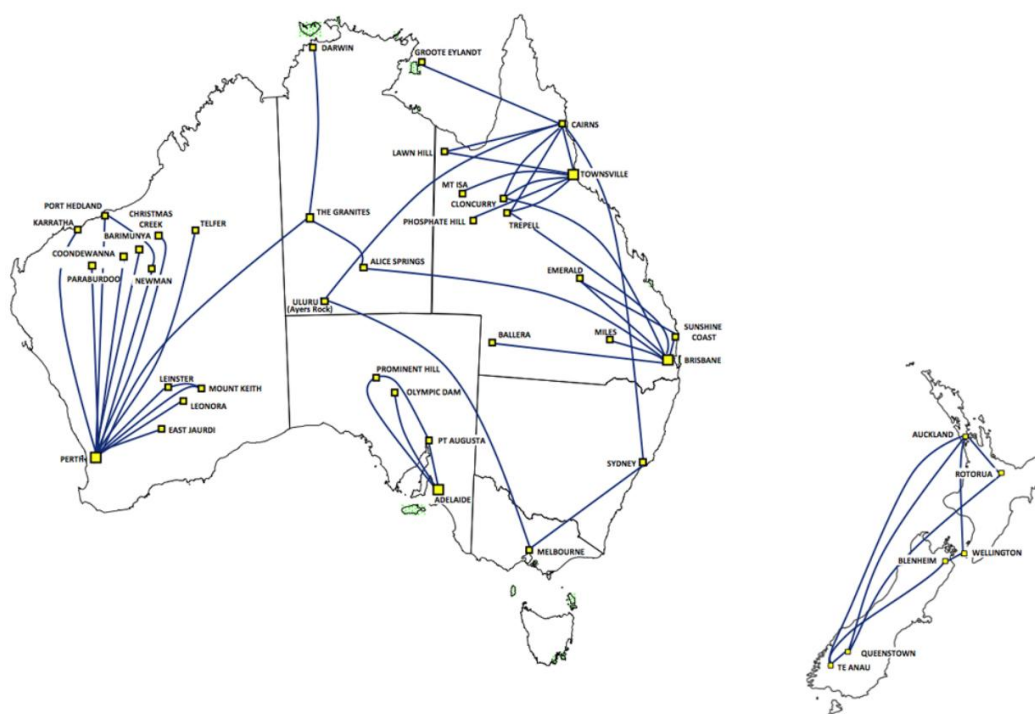 DARWIN
GROOTE EYLANDT
CAIRNS
LAWN HILL
TOWNSVILLE
MT ISA
CLONCURRY
PHOSPHATE HILL
TREPELL
PORT HEDLAND
CHRISTMAS
CREEK
KARRATHA
BARIMUNYA
TELFER
THE GRANITES
COONDEWANNA
PARABURDOO
NEWMAN
ALICE SPRINGS
EMERALD
ULURU
(Ayers Rock)
BALLERA
MILES
SUNSHINE
COAST
BRISBANE
PROMINENT HILL
LEINSTER
MOUNT KEITH
OLYMPIC DAM
LEONORA
EAST JAURDI
PT AUGUSTA
PERTH
SYDNEY
ADELAIDE
MELBOURNE
AUCKLAND
ROTORUA
WELLINGTON
BLENHEIM
QUEENSTOWN
TE ANAU